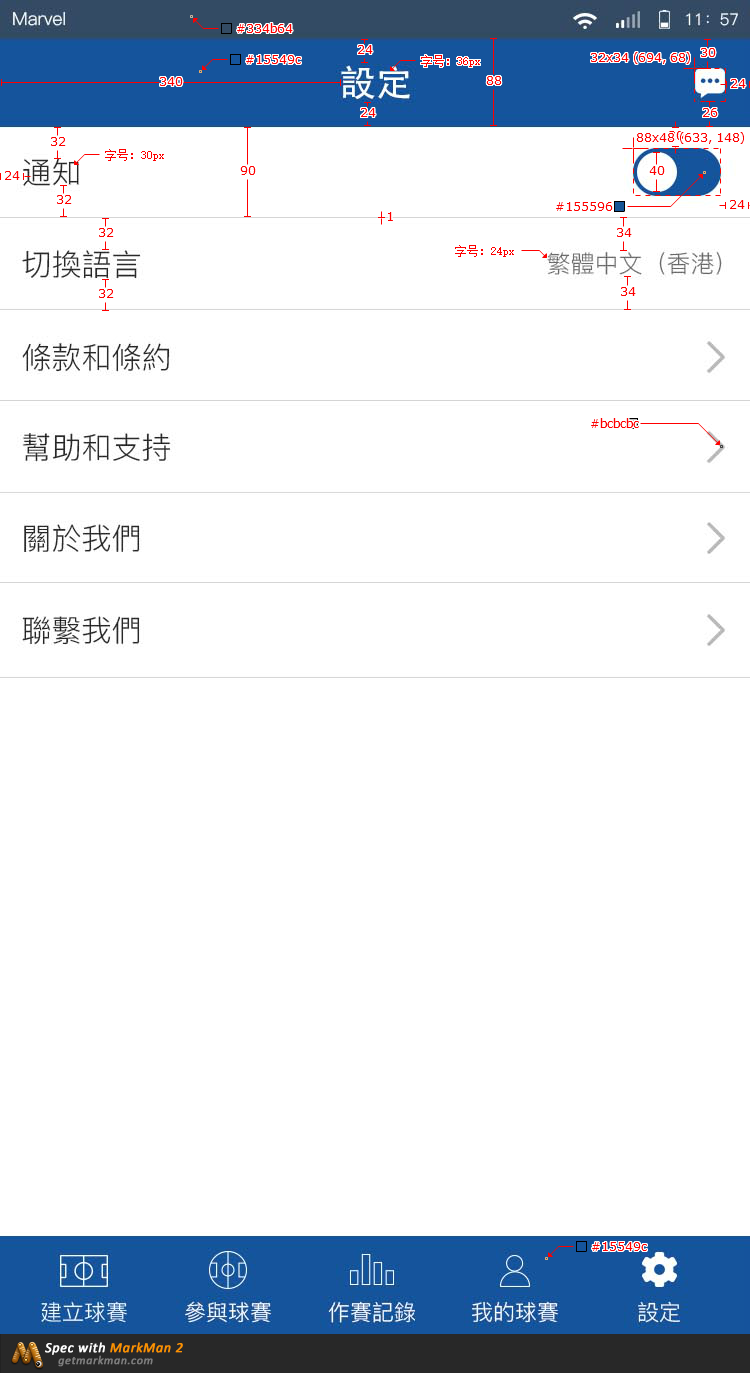 Marvel
11: 57
#334b64
#15549c
24
字号: 36px
32x34 (694, 68)
30
340
設定
88
24
24
26
32
字号: 30px
88x48 (633, 148)
24
通知
90
40
32
#155596
24
1
32
34
切換語言
字号: 24px
繁體中文（香港）
32
34
條款和條約
#bcbcbc
幫助和支持
關於我們
聯繫我們
#15549c
建立球賽
參與球賽
作賽記錄
我的球賽
設定
Spec with MarkMan 2
getmarkman.com